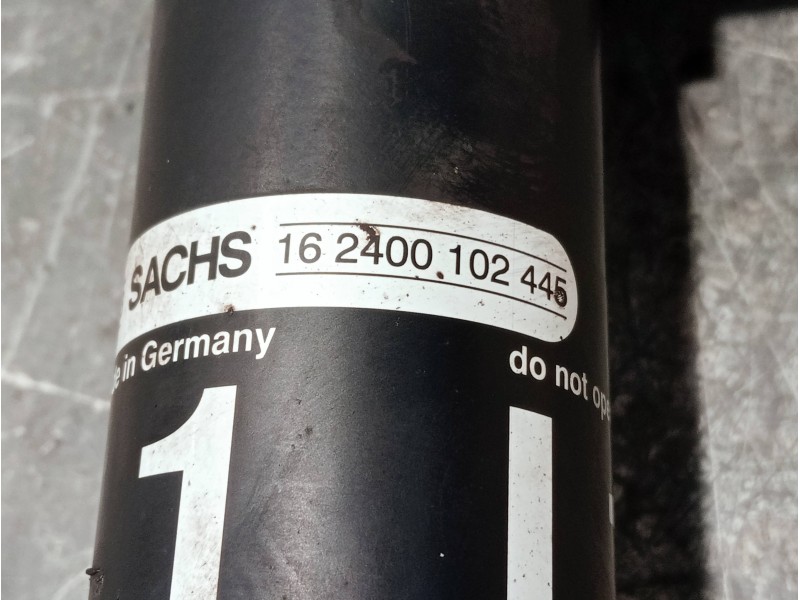 SACHS 16 2400 102 445
in Germany
do not
1